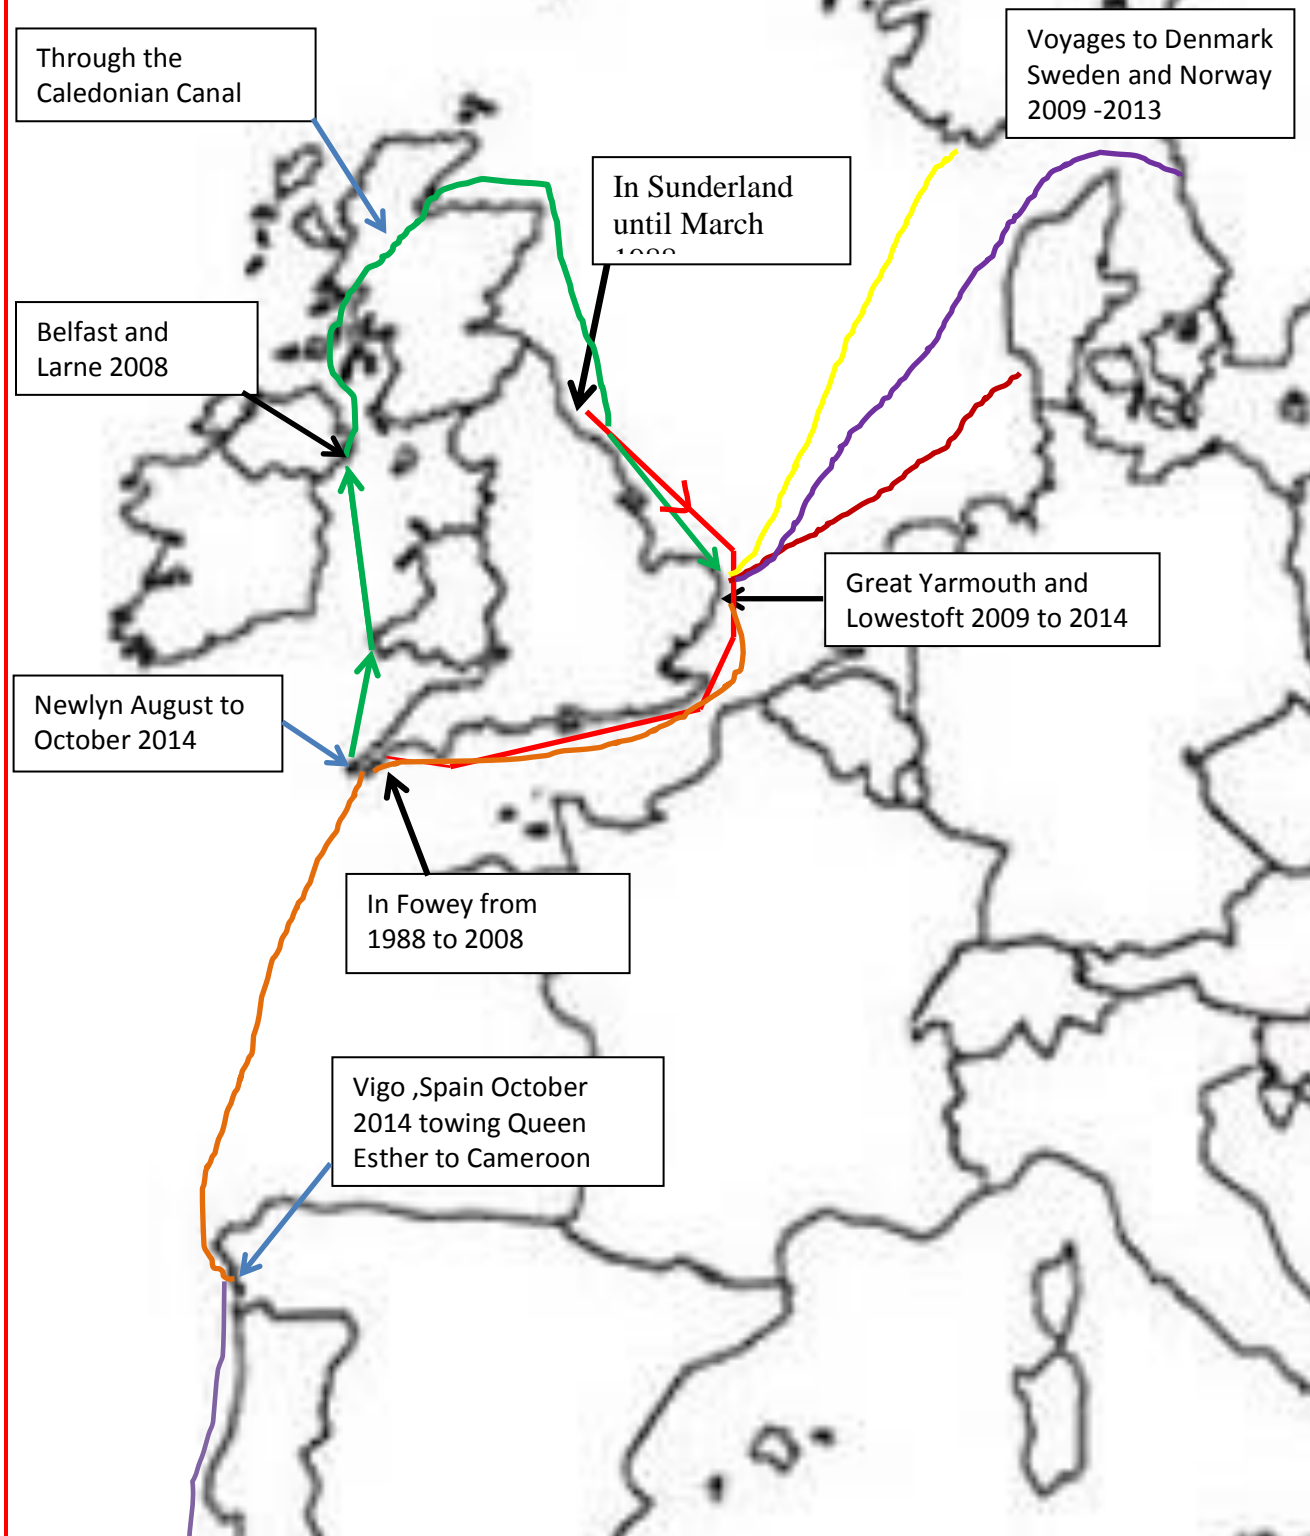 Through the
Caledonian Canal
Voyages to Denmark
Sweden and Norway
2009 -2013
In Sunderland
until March
Belfast and
Larne 2008
Great Yarmouth and
Lowestoft 2009 to 2014
Newlyn August to
October 2014
In Fowey from
1988 to 2008
Vigo ,Spain October
2014 towing Queen
Esther to Cameroon